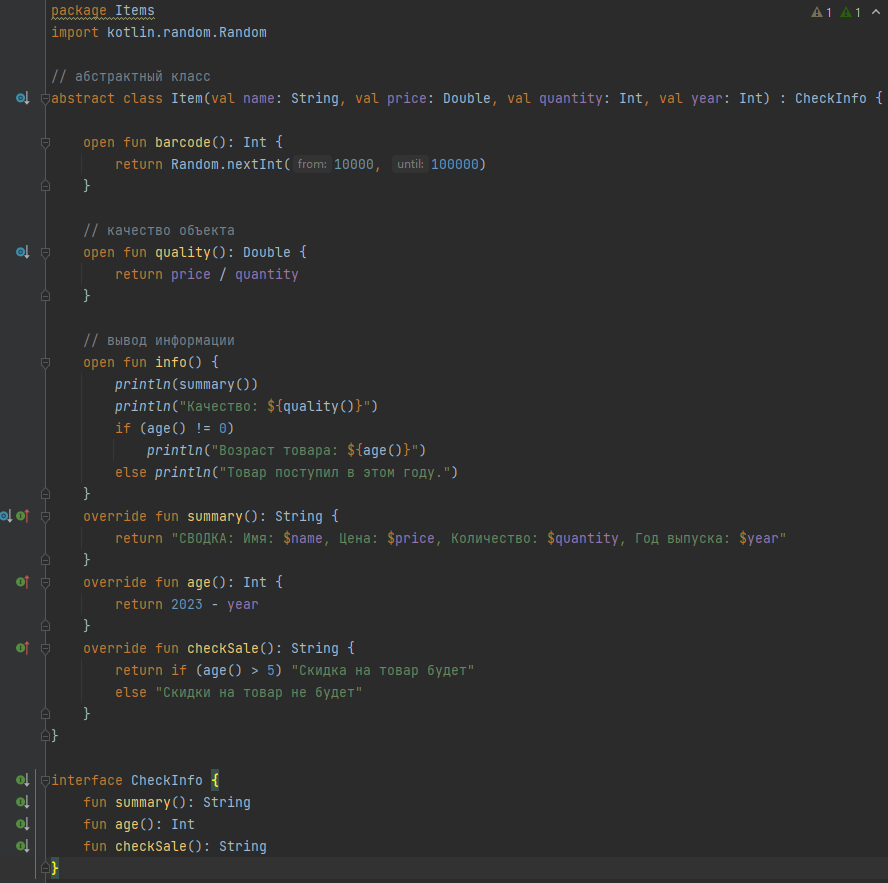 package Items
1 1
import kotlin.random.Random
// абстрактный класс
abstract class Item(val name: String, val price: Double, val quantity: Int, val year: Int) : CheckInfo {
open fun barcode(): Int {
return Random.nextInt( from: 10000, until: 100000)
}
// качество объекта
open fun quality(): Double {
return price / quantity
}
// вывод информации
open fun info() {
println(summary())
println("Качество: ${quality()}")
if (age() != 0)
println("Возраст товара: ${age()}")
else println("Товар поступил в этом году.")
}
override fun summary(): String {
return "СВОДКА: Имя: $name, Цена: $price, Количество: $quantity, Год выпуска: $year"
}
override fun age(): Int {
return 2023 - year
}
override fun checkSale(): String {
return if (age() > 5) "Скидка на товар будет"
else "Скидки на товар не будет"
}
}
interface CheckInfo {
fun summary(): String
fun age(): Int
fun checkSale(): String
}